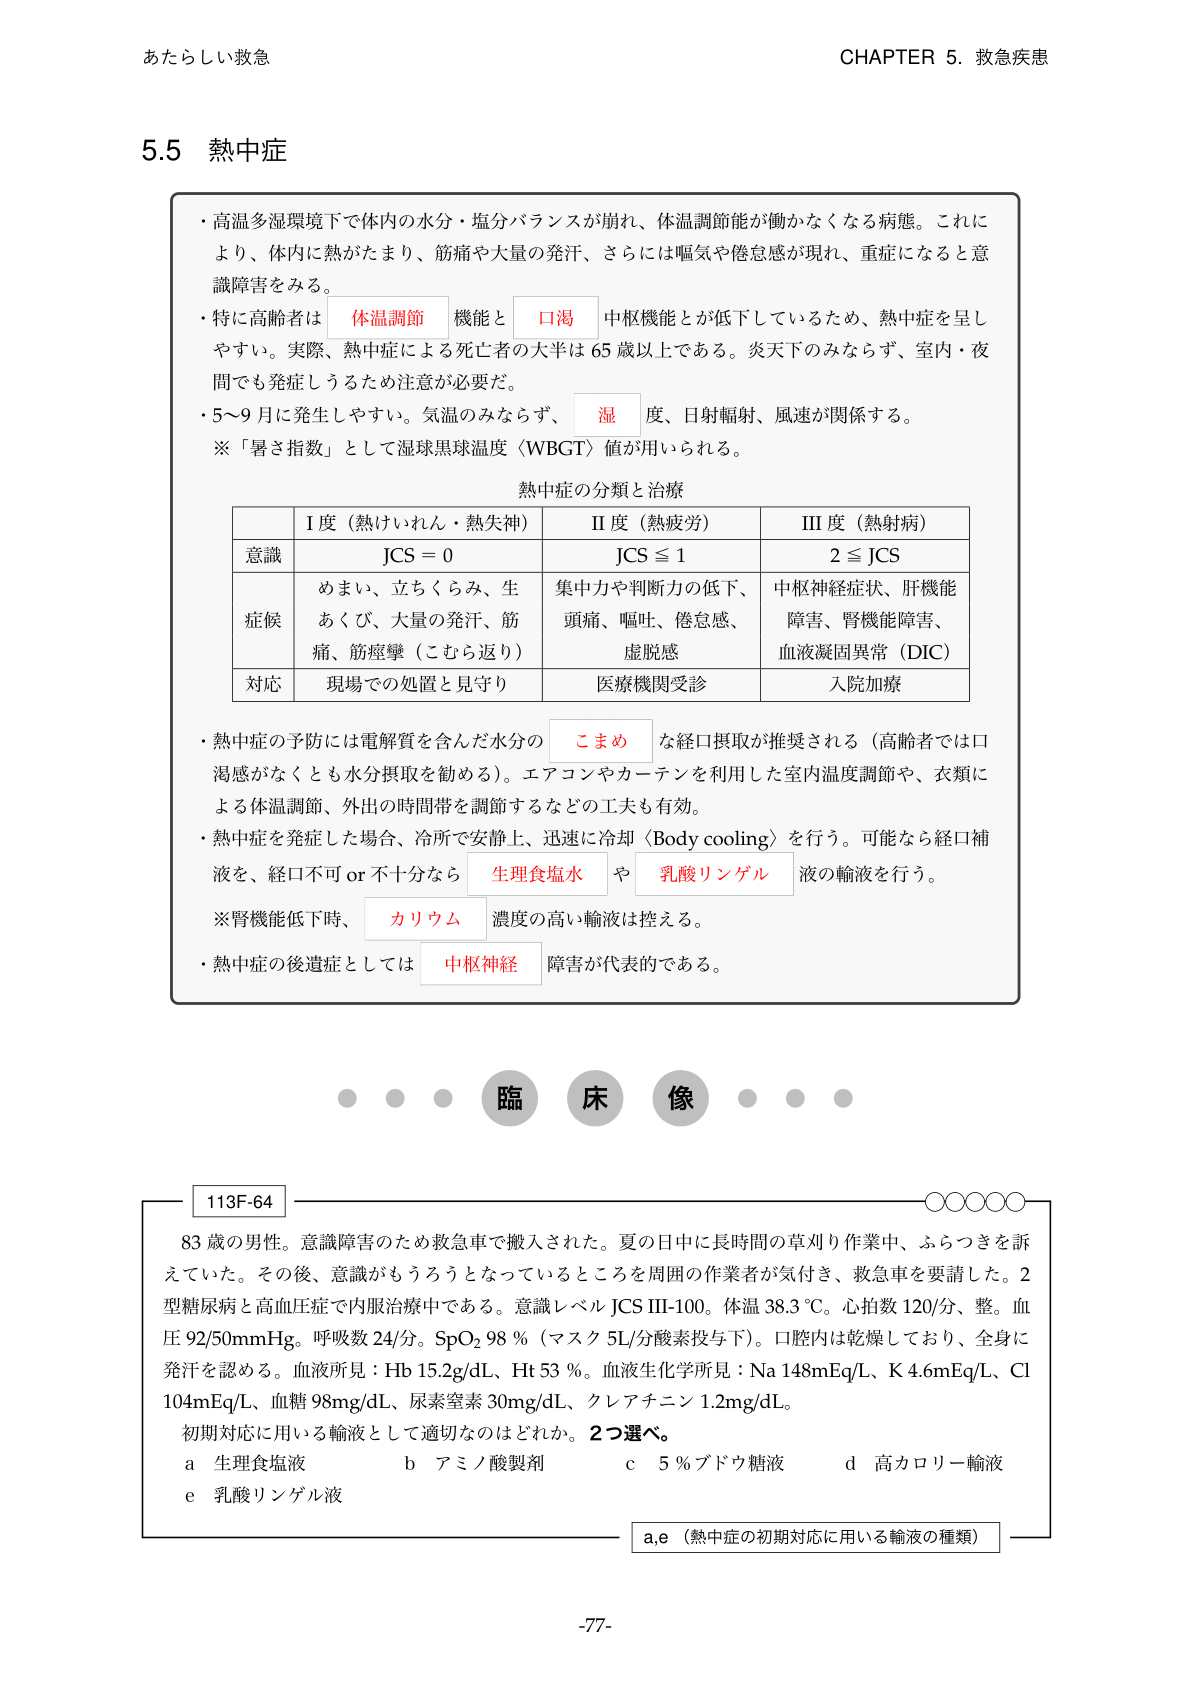 あたらしい救急
CHAPTER 5. 救急疾患
5.5 熱中症
・高温多湿環境下で体内の水分・塩分バランスが崩れ、体温調節能が働かなくなる病態。これに
より、体内に熱がたまり、筋痛や大量の発汗、さらには嘔気や倦怠感が現れ、重症になると意
識障害をみる。
・特に高齢者は 体温調節 機能と 口渇 中枢機能とが低下しているため、熱中症を呈し
やすい。実際、熱中症による死亡者の大半は 65 歳以上である。炎天下のみならず、室内・夜
間でも発症しうるため注意が必要だ。
・5〜9 月に発生しやすい。気温のみならず、 湿 度、日射輻射、風速が関係する。
※「暑さ指数」として湿球黒球温度〈WBGT〉値が用いられる。
熱中症の分類と治療
I 度（熱けいれん・熱失神） II 度（熱疲労） III 度（熱射病）
意識 JCS = 0 JCS ≦ 1 2 ≦ JCS
めまい、立ちくらみ、生 集中力や判断力の低下、 中枢神経症状、肝機能
症候 あくび、大量の発汗、筋 頭痛、嘔吐、倦怠感、 障害、腎機能障害、
痛、筋痙攣（こむら返り） 虚脱感 血液凝固異常（DIC）
対応 現場での処置と見守り 医療機関受診 入院加療
・熱中症の予防には電解質を含んだ水分の こまめ な経口摂取が推奨される（高齢者では口
渇感がなくとも水分摂取を勧める）。エアコンやカーテンを利用した室内温度調節や、衣類に
よる体温調節、外出の時間帯を調節するなどの工夫も有効。
・熱中症を発症した場合、冷所で安静上、迅速に冷却〈Body cooling〉を行う。可能なら経口補
液を、経口不可 or 不十分なら 生理食塩水 や 乳酸リンゲル 液の輸液を行う。
※腎機能低下時、 カリウム 濃度の高い輸液は控える。
・熱中症の後遺症としては 中枢神経 障害が代表的である。
臨床像
113F-64
83 歳の男性。意識障害のため救急車で搬入された。夏の日中に長時間の草刈り作業中、ふらつきを訴
えていた。その後、意識がもうろうとなっているところを周囲の作業者が気付き、救急車を要請した。2
型糖尿病と高血圧症で内服治療中である。意識レベル JCS III-100。体温 38.3 ℃。心拍数 120/分、整。血
圧 92/50mmHg。呼吸数 24/分。SpO₂ 98 %（マスク 5L/分酸素投与下）。口腔内は乾燥しており、全身に
発汗を認める。血液所見：Hb 15.2g/dL、Ht 53 %。血液生化学所見：Na 148mEq/L、K 4.6mEq/L、Cl
104mEq/L、血糖 98mg/dL、尿素窒素 30mg/dL、クレアチニン 1.2mg/dL。
初期対応に用いる輸液として適切なのはどれか。2つ選べ。
a 生理食塩液 b アミノ酸製剤 c 5 %ブドウ糖液 d 高カロリー輸液
e 乳酸リンゲル液
a,e（熱中症の初期対応に用いる輸液の種類）
-77-